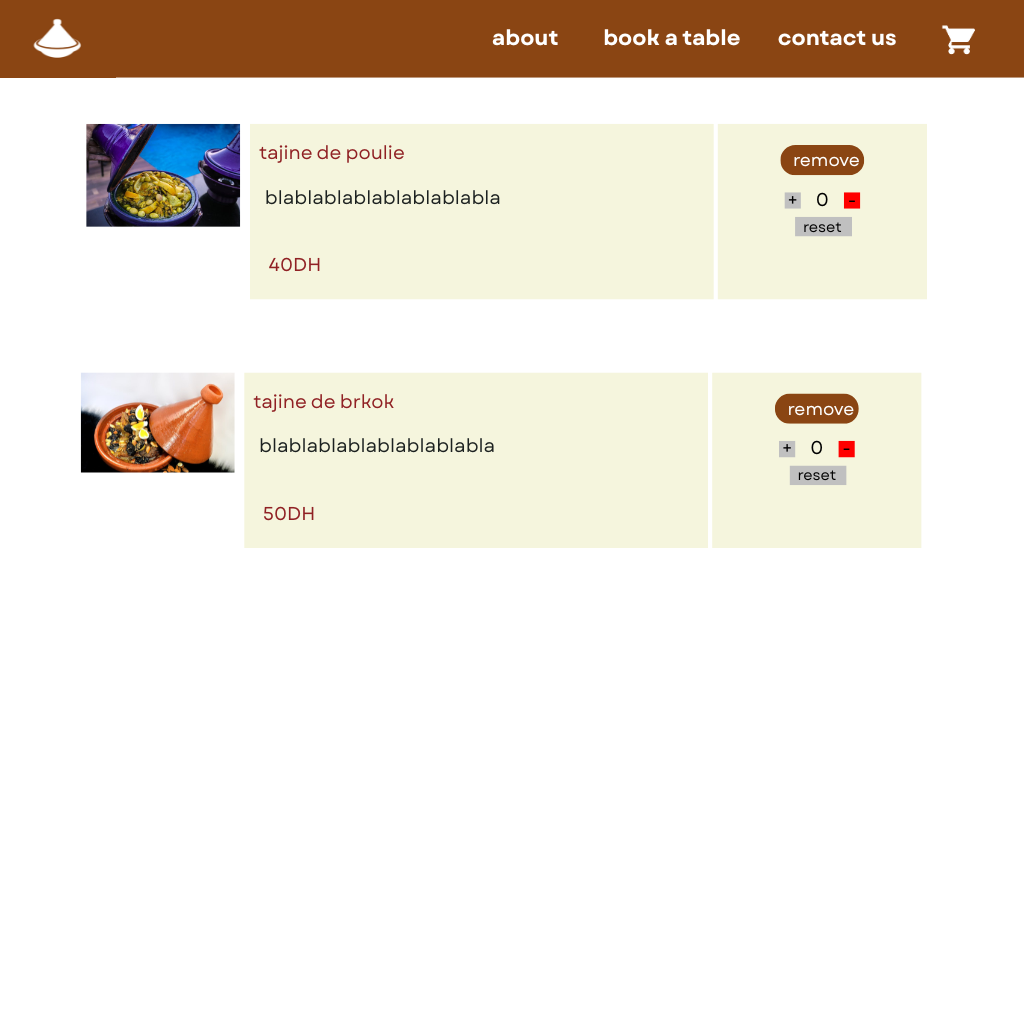 about book a table contact us
tajine de poulie
remove
blablablablablablablabla
+ 0 -
reset
40DH
tajine de brkok
remove
blablablablablablablabla
+ 0 -
reset
50DH